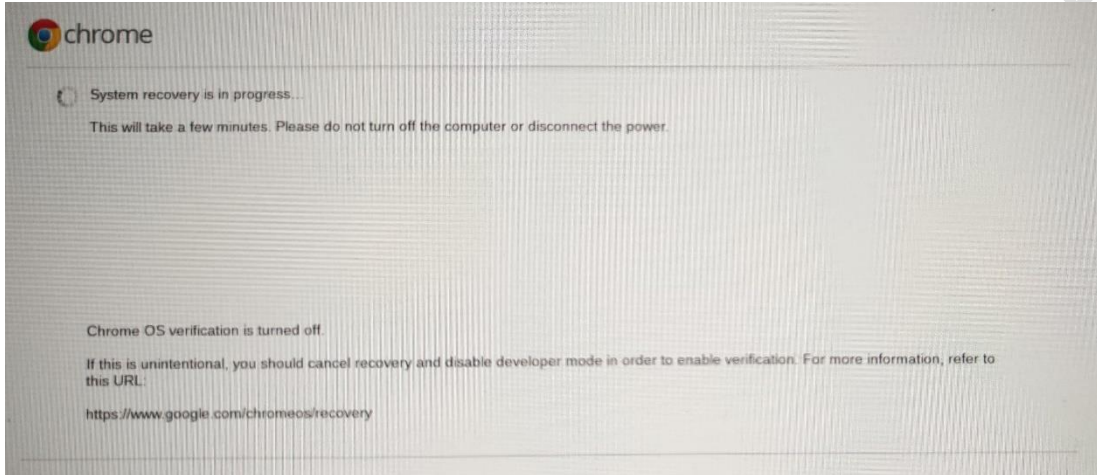 chrome
System recovery is in progress...
This will take a few minutes. Please do not turn off the computer or disconnect the power.
Chrome OS verification is turned off.
If this is unintentional, you should cancel recovery and disable developer mode in order to enable verification. For more information, refer to
this URL:
https://www.google.com/chromeos/recovery